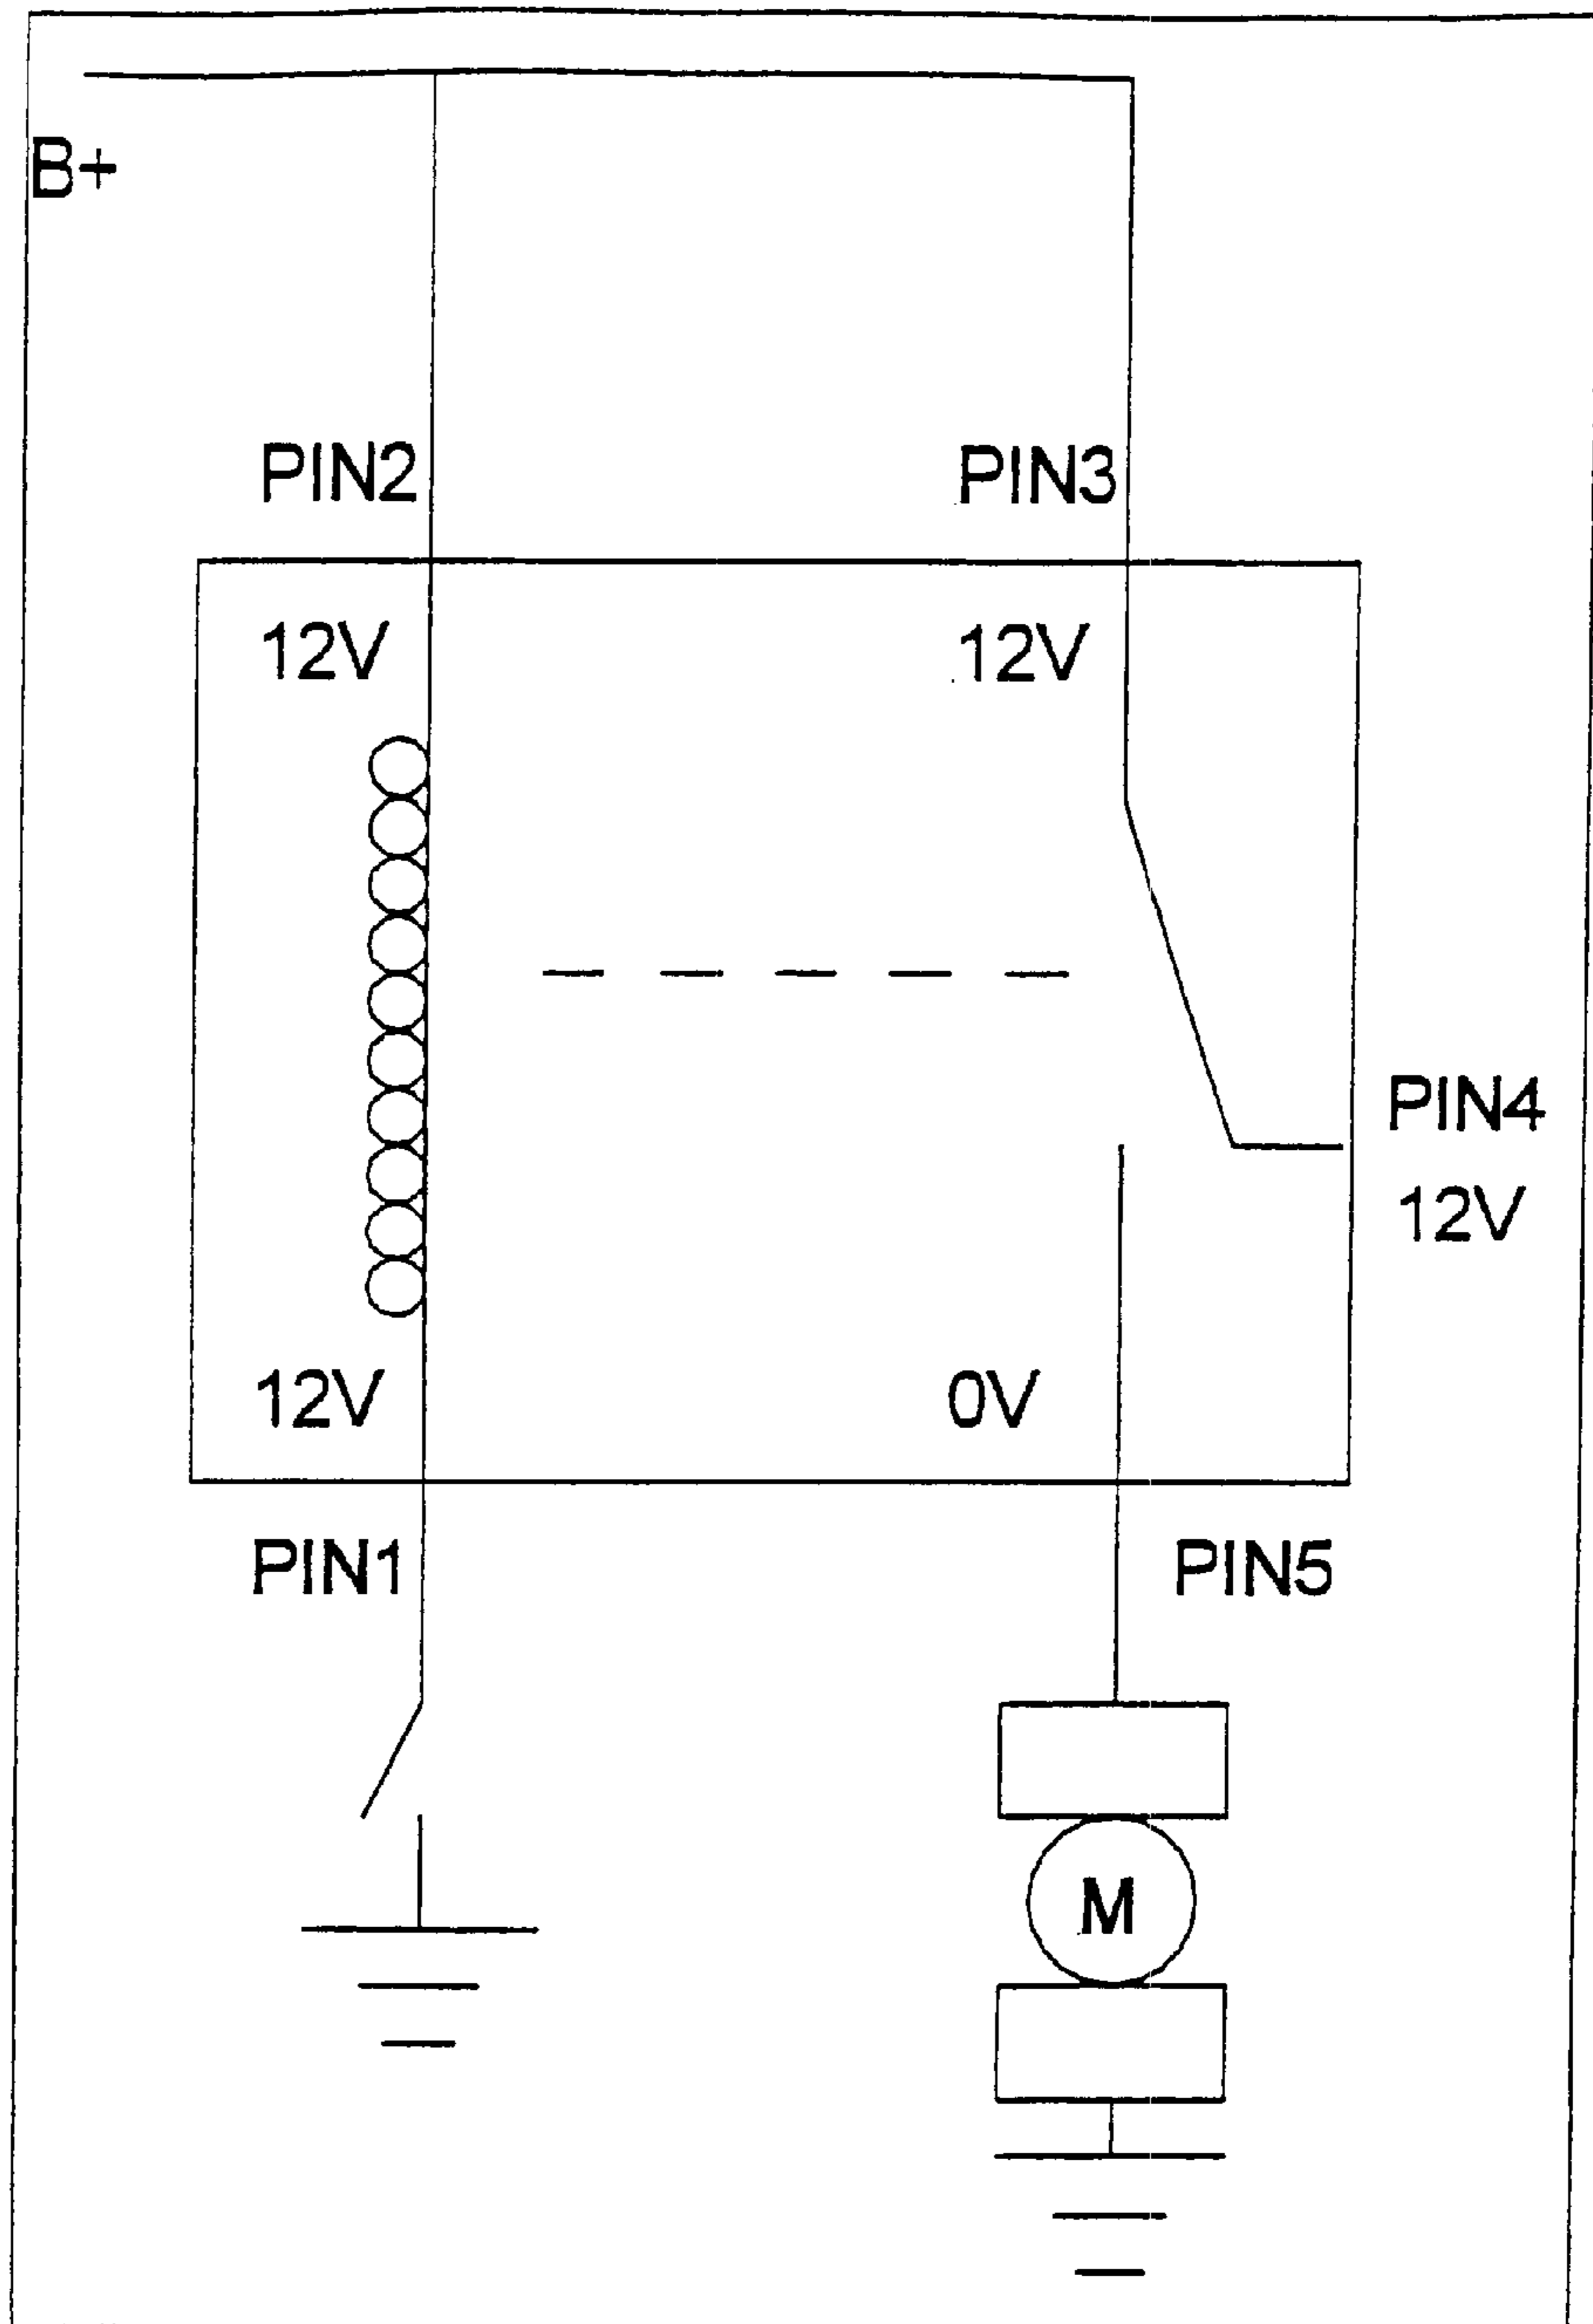 B+
PIN2 PIN3
12V 12V
PIN4
12V
12V 0V
PIN1 PIN5
M